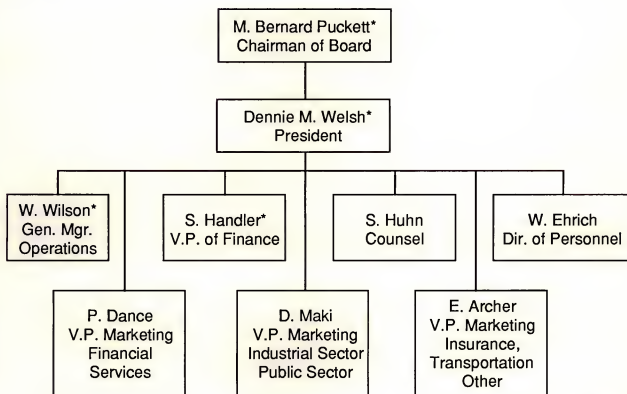 M. Bernard Puckett*
Chairman of Board
Dennie M. Welsh*
President
W. Wilson*
Gen. Mgr.
Operations
S. Handler*
V.P. of Finance
S. Huhn
Counsel
W. Ehrich
Dir. of Personnel
P. Dance
V.P. Marketing
Financial
Services
D. Maki
V.P. Marketing
Industrial Sector
Public Sector
E. Archer
V.P. Marketing
Insurance,
Transportation
Other